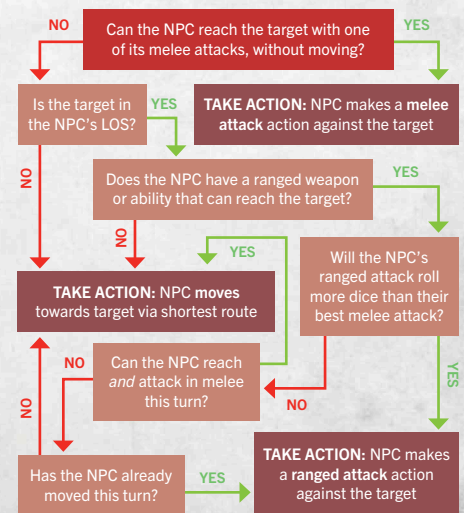 NO
Can the NPC reach the target with one
of its melee attacks, without moving?
YES
Is the target in
the NPC's LOS?
YES
TAKE ACTION: NPC makes a melee
attack action against the target
NO
Does the NPC have a ranged weapon
or ability that can reach the target?
YES
NO
YES
Will the NPC's
ranged attack roll
more dice than their
best melee attack?
TAKE ACTION: NPC moves
towards target via shortest route
NO
Can the NPC reach
and attack in melee
this turn?
NO
NO
YES
Has the NPC already
moved this turn?
YES
TAKE ACTION: NPC makes
a ranged attack action
against the target